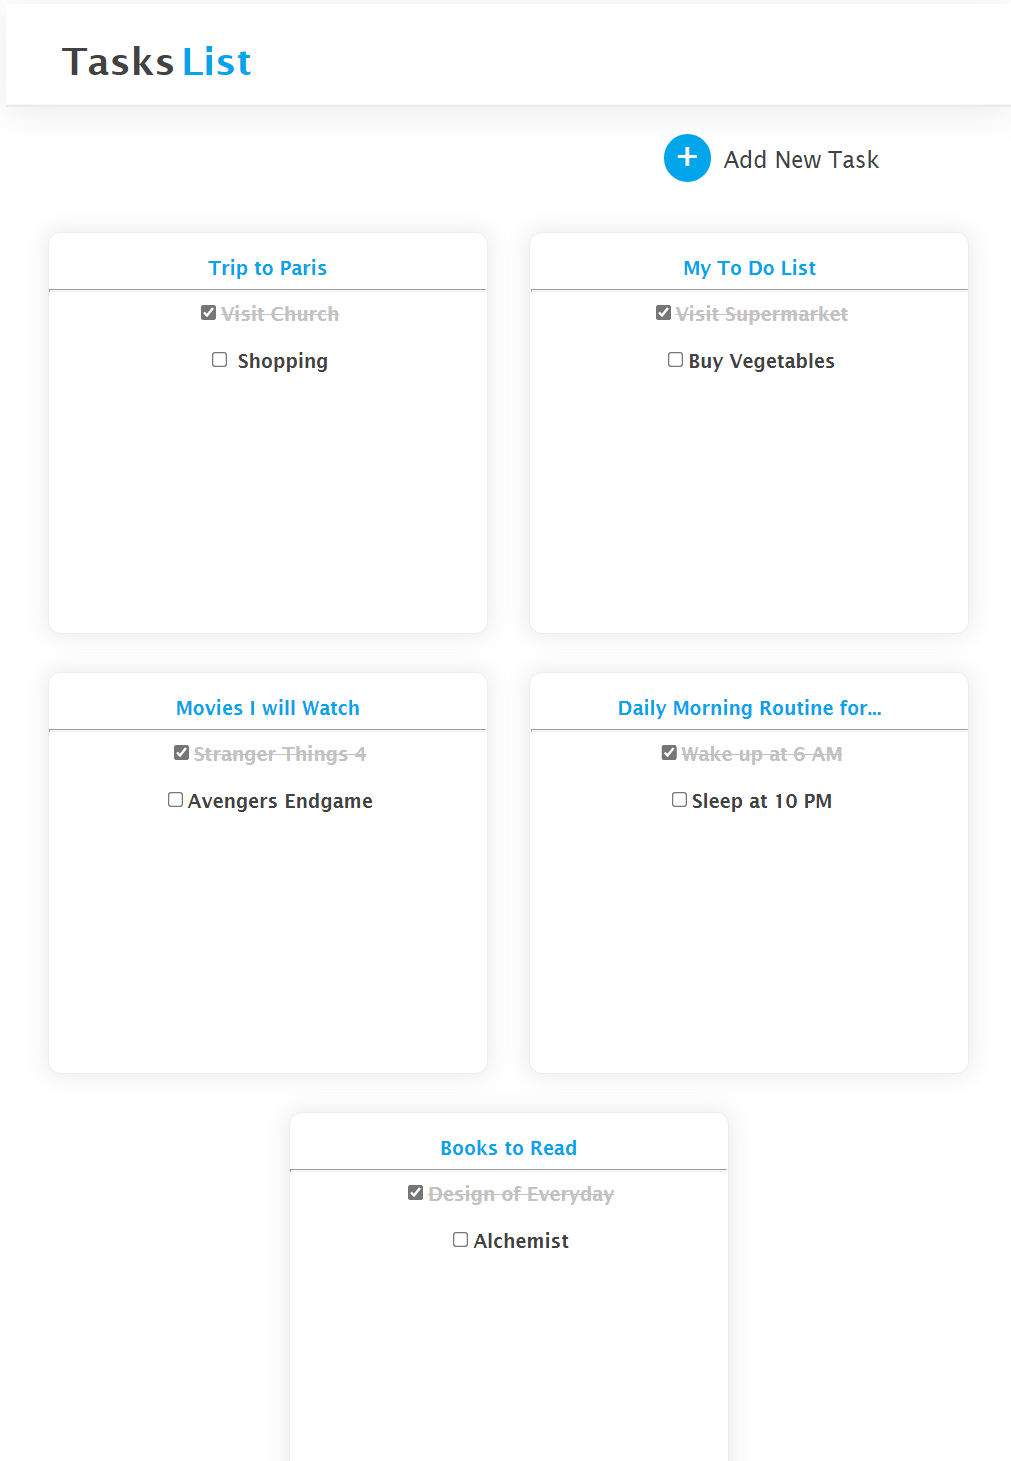 Tasks List
+ Add New Task
Trip to Paris
Visit Church
Shopping
My To Do List
Visit Supermarket
Buy Vegetables
Movies I will Watch
Stranger Things 4
Avengers Endgame
Daily Morning Routine for...
Wake up at 6 AM
Sleep at 10 PM
Books to Read
Design of Everyday
Alchemist